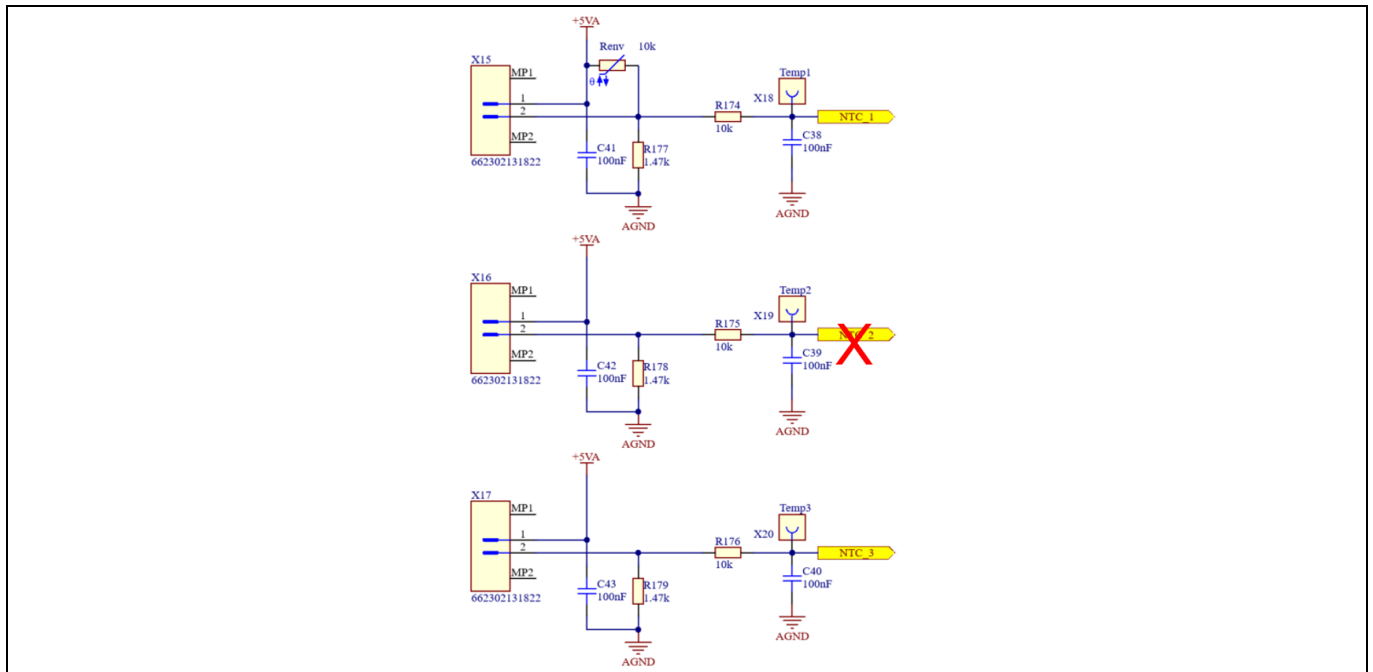 +5VA
Renv 10k
θ
X15
MP1
1
2
MP2
662302131822
C41
100nF
R177
1.47k
AGND
R174
10k
Temp1
X18
NTC_1
C38
100nF
AGND
+5VA
X16
MP1
1
2
MP2
662302131822
C42
100nF
R178
1.47k
AGND
R175
10k
Temp2
X19
NTC_2
X
C39
100nF
AGND
+5VA
X17
MP1
1
2
MP2
662302131822
C43
100nF
R179
1.47k
AGND
R176
10k
Temp3
X20
NTC_3
C40
100nF
AGND